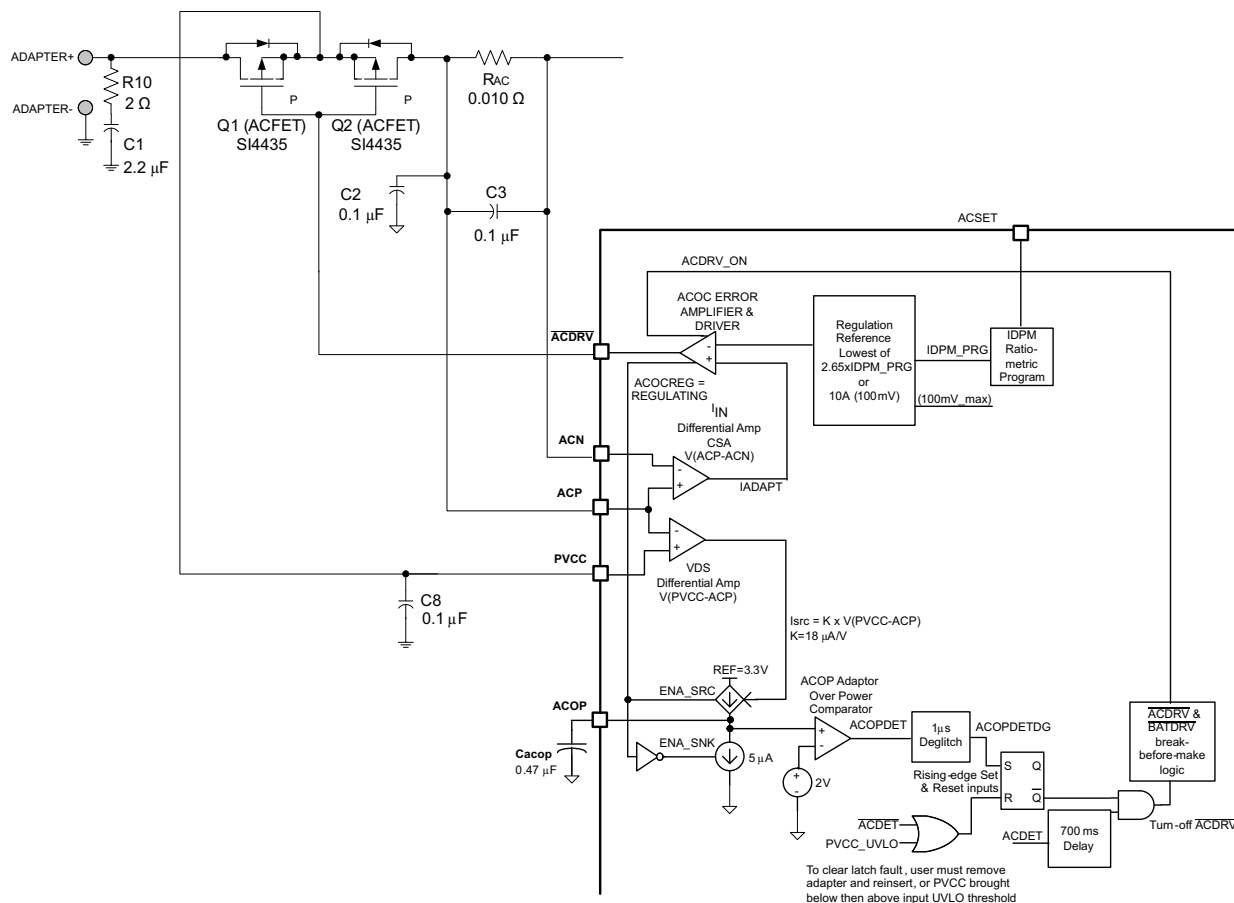 ADAPTER+
R10
2 Ω
ADAPTER-
C1
2.2 µF
P
P
Q1 (ACFET)
SI4435
Q2 (ACFET)
SI4435
RAC
0.010 Ω
C2
0.1 µF
C3
0.1 µF
ACSET
ACDRV_ON
ACOC ERROR
AMPLIFIER &
DRIVER
-
+
ACDRV
Regulation
Reference
Lowest of
2.65xIDPM_PRG
or
10A (100mV)
IDPM_PRG
(100mV_max)
IDPM
Ratio-
metric
Program
ACOCREG =
REGULATING
IIN
Differential Amp
CSA
V(ACP-ACN)
ACN
-
+
IADAPT
ACP
-
+
PVCC
VDS
Differential Amp
V(PVCC-ACP)
C8
0.1 µF
Isrc = K x V(PVCC-ACP)
K=18 µA/V
REF=3.3V
ENA_SRC
ACOP
Cacop
0.47 µF
ENA_SNK
5 µA
ACOP Adaptor
Over Power
Comparator
+
-
+
-
2V
ACOPDET
1µs
Deglitch
ACOPDETDG
Rising-edge Set
& Reset inputs
S Q
R Q
ACDET
PVCC_UVLO
ACDET
700 ms
Delay
ACDRV &
BATDRV
break-
before-make
logic
Turn-off ACDRV
To clear latch fault, user must remove
adapter and reinsert, or PVCC brought
below then above input UVLO threshold